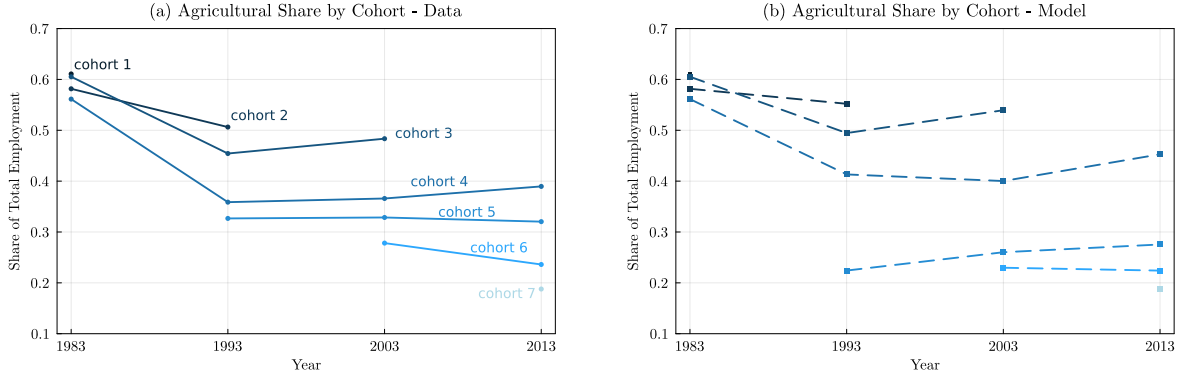 (a) Agricultural Share by Cohort - Data
Share of Total Employment
0.7
0.6
0.5
0.4
0.3
0.2
0.1
cohort 1
cohort 2
cohort 3
cohort 4
cohort 5
cohort 6
cohort 7
1983
1993
2003
2013
Year
(b) Agricultural Share by Cohort - Model
Share of Total Employment
0.7
0.6
0.5
0.4
0.3
0.2
0.1
1983
1993
2003
2013
Year